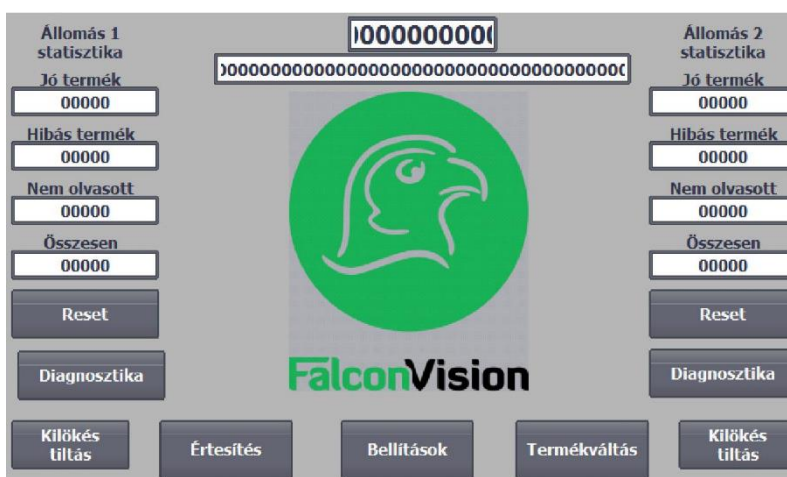 Állomás 1
statisztika
Jó termék
00000
Hibás termék
00000
Nem olvasott
00000
Összesen
00000
Reset
Diagnosztika
Kilökés
tiltás
FalconVision
Értesítés
Bellítások
Termékváltás
Állomás 2
statisztika
Jó termék
00000
Hibás termék
00000
Nem olvasott
00000
Összesen
00000
Reset
Diagnosztika
Kilökés
tiltás